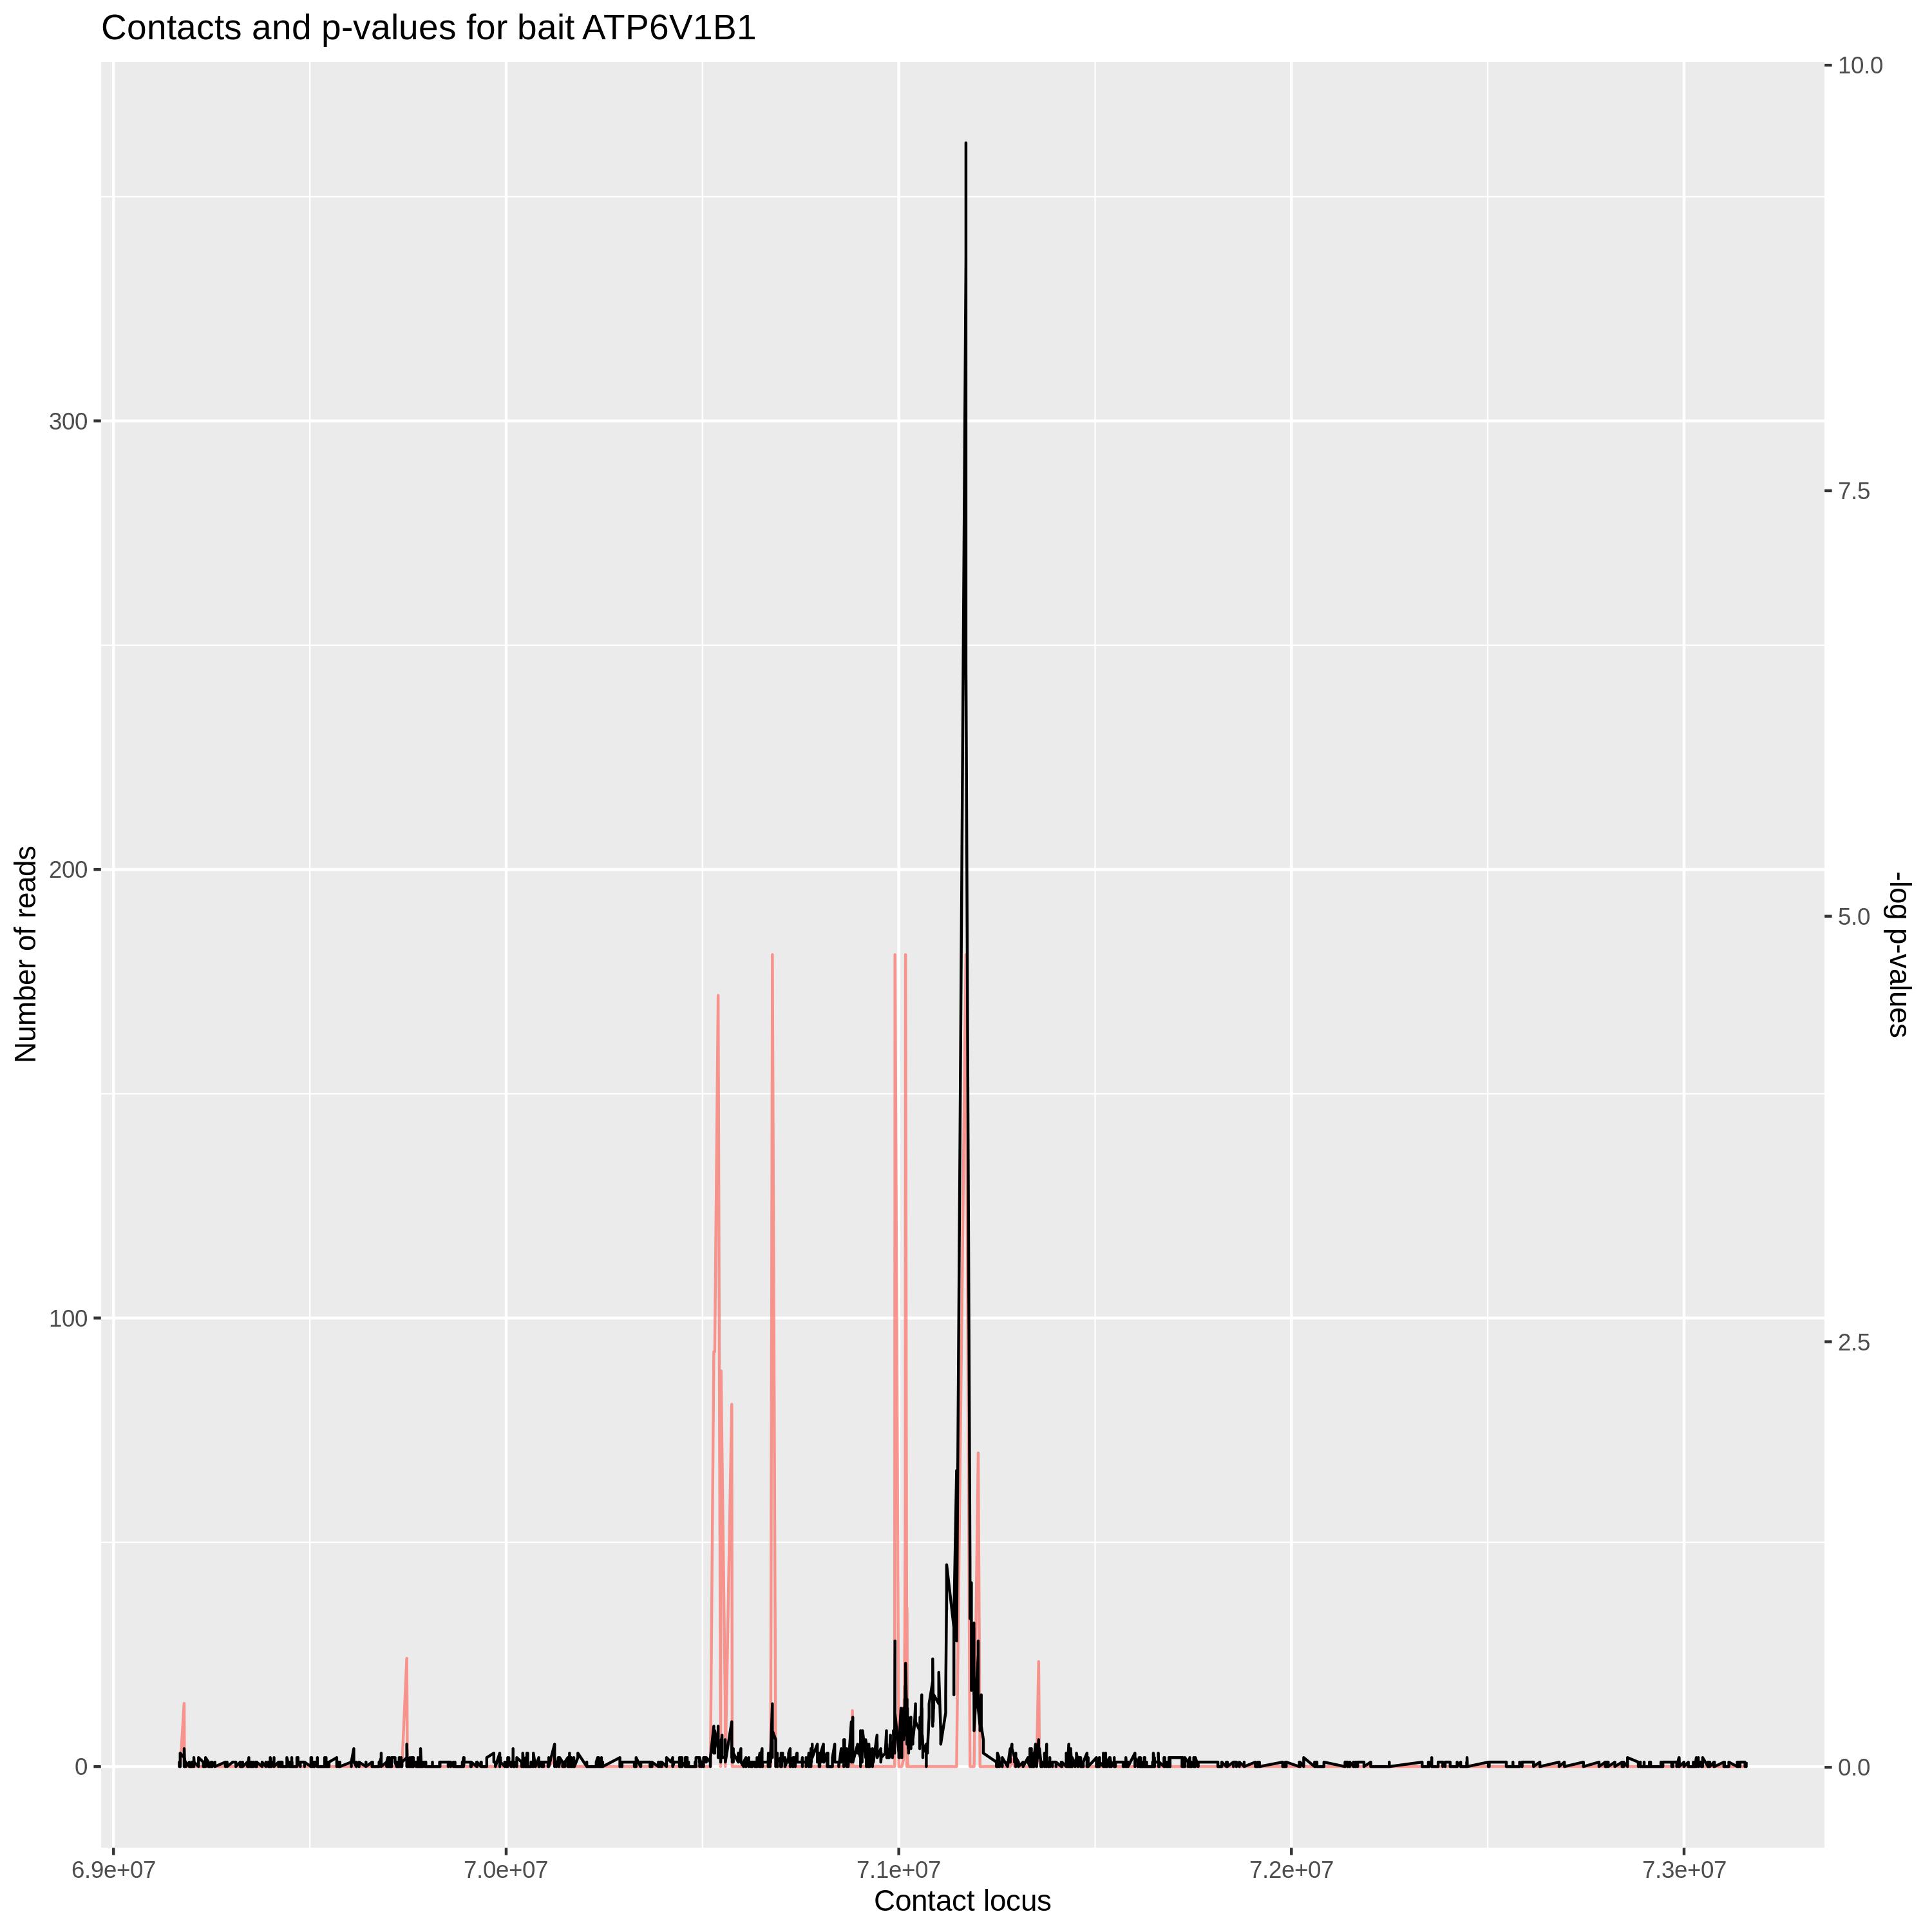 Contacts and p-values for bait ATP6V1B1
10.0
300
7.5
200
5.0
Number of reads
-log p-values
100
2.5
0
0.0
6.9e+07 7.0e+07 7.1e+07 7.2e+07 7.3e+07
Contact locus